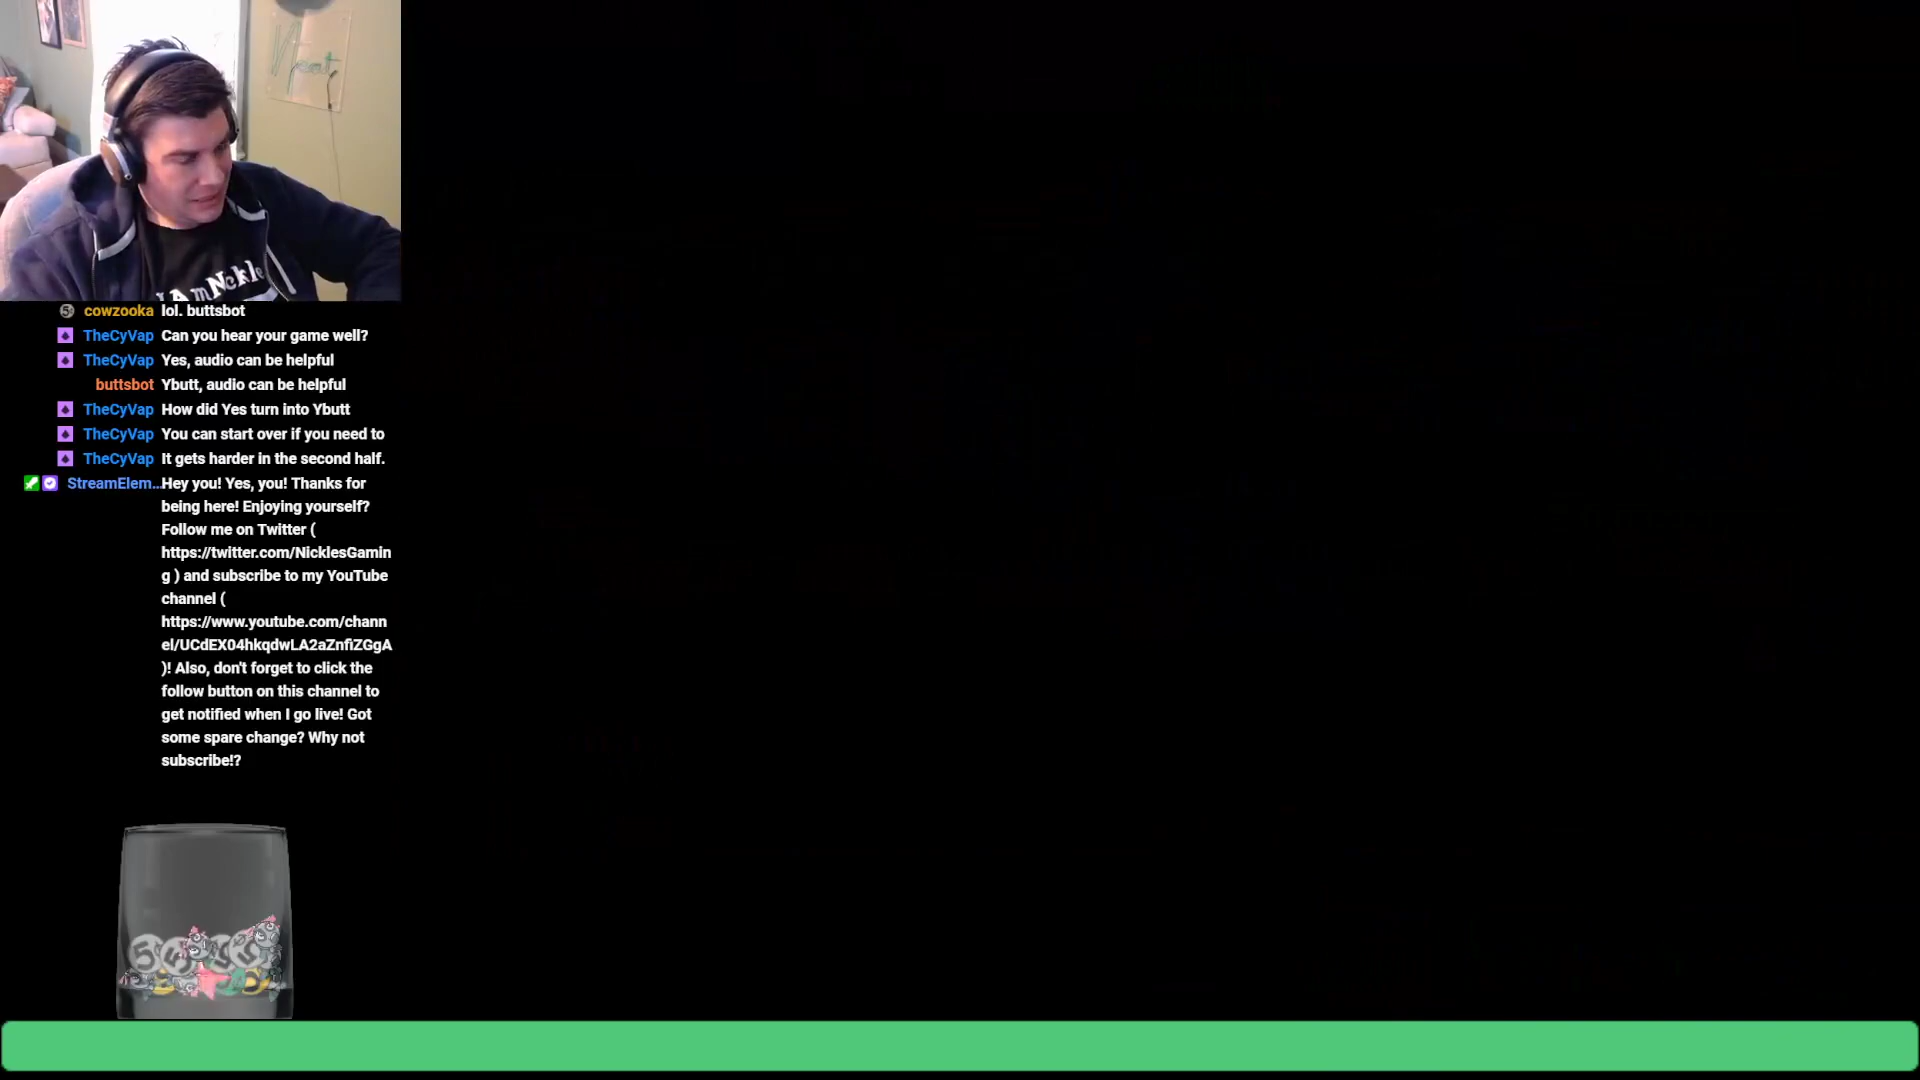 Neat
I Am Nickle
cowzooka lol. buttsbot
TheCyVap Can you hear your game well?
TheCyVap Yes, audio can be helpful
buttsbot Ybutt, audio can be helpful
TheCyVap How did Yes turn into Ybutt
TheCyVap You can start over if you need to
TheCyVap It gets harder in the second half.
StreamElem... Hey you! Yes, you! Thanks for
being here! Enjoying yourself?
Follow me on Twitter (
https://twitter.com/NicklesGamin
g ) and subscribe to my YouTube
channel (
https://www.youtube.com/chann
el/UCdEX04hkqdwLA2aZnfiZGgA
)! Also, don't forget to click the
follow button on this channel to
get notified when I go live! Got
some spare change? Why not
subscribe!?